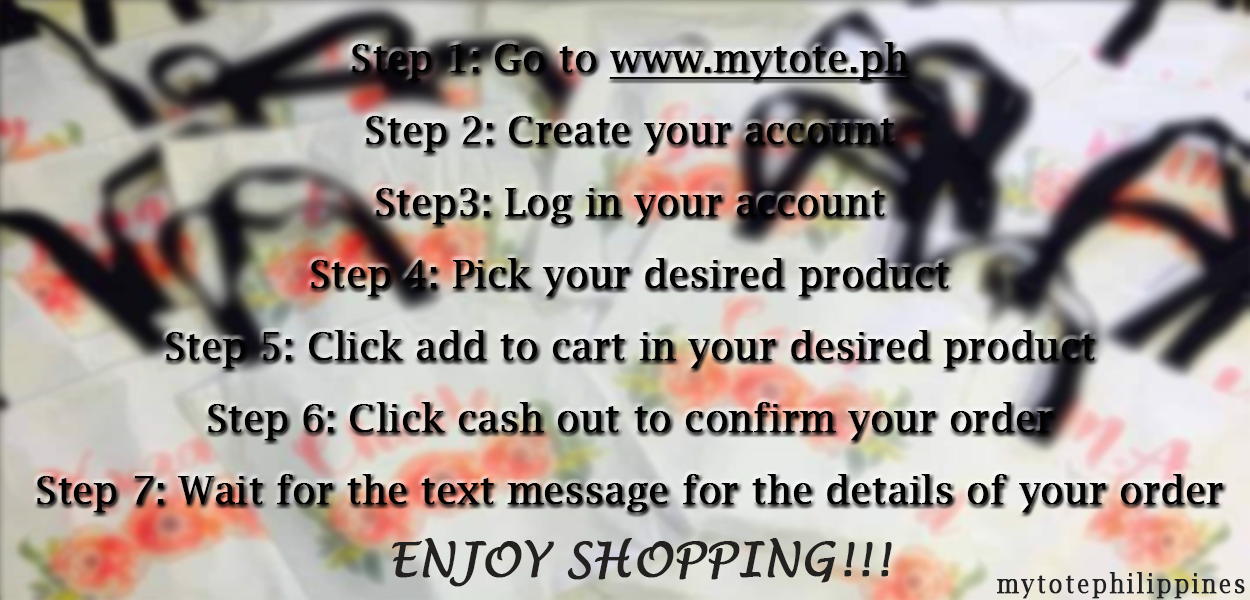 Step 1: Go to www.mytote.ph
Step 2: Create your account
Step3: Log in your account
Step 4: Pick your desired product
Step 5: Click add to cart in your desired product
Step 6: Click cash out to confirm your order
Step 7: Wait for the text message for the details of your order
ENJOY SHOPPING!!!
mytotephilippines